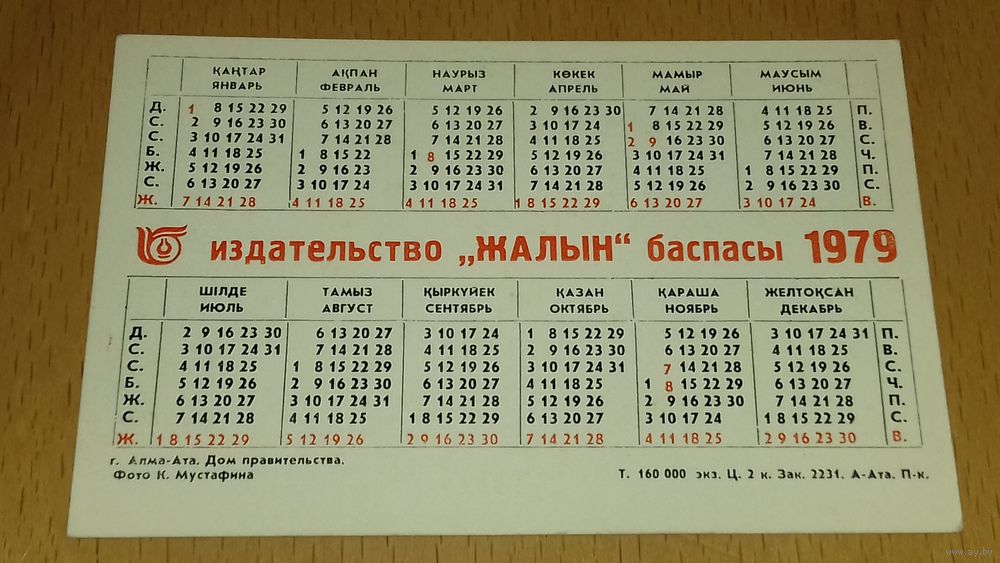 ҚАҢТАР АҚПАН НАУРЫЗ КӨКЕК МАМЫР МАУСЫМ
ЯНВАРЬ ФЕВРАЛЬ МАРТ АПРЕЛЬ МАЙ ИЮНЬ
Д. 1 8 15 22 29 5 12 19 26 5 12 19 26 2 9 16 23 30 7 14 21 28 4 11 18 25 П.
С. 2 9 16 23 30 6 13 20 27 6 13 20 27 3 10 17 24 1 8 15 22 29 5 12 19 26 В.
С. 3 10 17 24 31 7 14 21 28 7 14 21 28 4 11 18 25 2 9 16 23 30 6 13 20 27 С.
Б. 4 11 18 25 1 8 15 22 1 8 15 22 29 5 12 19 26 3 10 17 24 31 7 14 21 28 Ч.
Ж. 5 12 19 26 2 9 16 23 2 9 16 23 30 6 13 20 27 4 11 18 25 1 8 15 22 29 П.
С. 6 13 20 27 3 10 17 24 3 10 17 24 31 7 14 21 28 5 12 19 26 2 9 16 23 30 С.
Ж. 7 14 21 28 4 11 18 25 4 11 18 25 1 8 15 22 29 6 13 20 27 3 10 17 24 В.
издательство „ЖАЛЫН“ баспасы 1979
ШІЛДЕ ТАМЫЗ ҚЫРКҮЙЕК ҚАЗАН ҚАРАША ЖЕЛТОҚСАН
ИЮЛЬ АВГУСТ СЕНТЯБРЬ ОКТЯБРЬ НОЯБРЬ ДЕКАБРЬ
Д. 2 9 16 23 30 6 13 20 27 3 10 17 24 1 8 15 22 29 5 12 19 26 3 10 17 24 31 П.
С. 3 10 17 24 31 7 14 21 28 4 11 18 25 2 9 16 23 30 6 13 20 27 4 11 18 25 В.
С. 4 11 18 25 1 8 15 22 29 5 12 19 26 3 10 17 24 31 7 14 21 28 5 12 19 26 С.
Б. 5 12 19 26 2 9 16 23 30 6 13 20 27 4 11 18 25 1 8 15 22 29 6 13 20 27 Ч.
Ж. 6 13 20 27 3 10 17 24 31 7 14 21 28 5 12 19 26 2 9 16 23 30 7 14 21 28 П.
С. 7 14 21 28 4 11 18 25 1 8 15 22 29 6 13 20 27 3 10 17 24 1 8 15 22 29 С.
Ж. 1 8 15 22 29 5 12 19 26 2 9 16 23 30 7 14 21 28 4 11 18 25 2 9 16 23 30 В.
г. Алма-Ата. Дом правительства.
Фото К. Мустафина
Т. 160 000 экз. Ц. 2 к. Зак. 2231. А-Ата. П-к.
www.ay.by